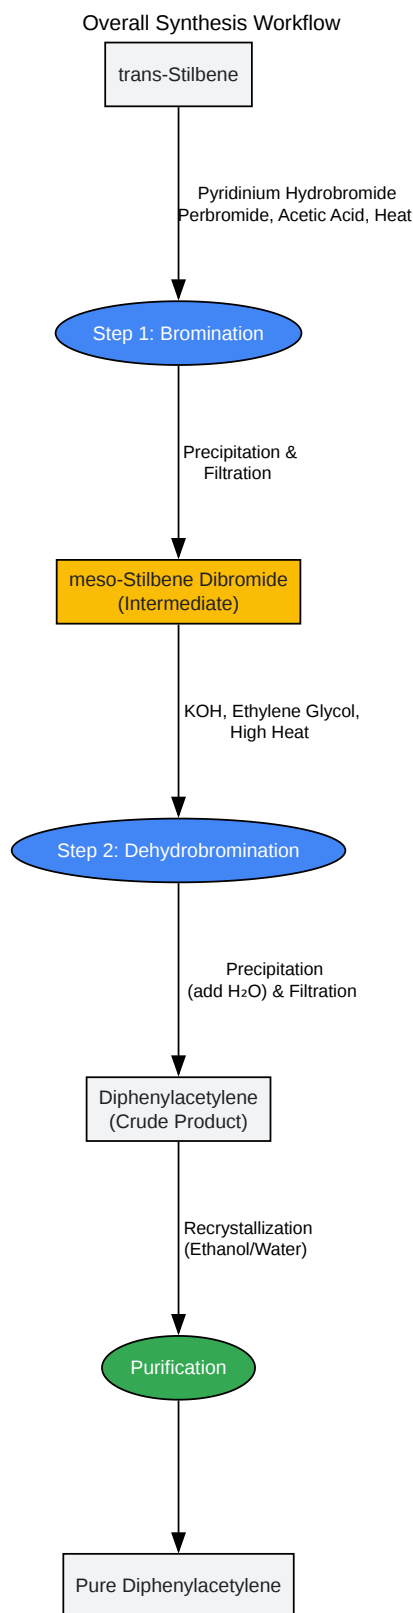 Overall Synthesis Workflow
trans-Stilbene
Pyridinium Hydrobromide
Perbromide, Acetic Acid, Heat
Step 1: Bromination
Precipitation &
Filtration
meso-Stilbene Dibromide
(Intermediate)
KOH, Ethylene Glycol,
High Heat
Step 2: Dehydrobromination
Precipitation
(add H₂O) & Filtration
Diphenylacetylene
(Crude Product)
Recrystallization
(Ethanol/Water)
Purification
Pure Diphenylacetylene